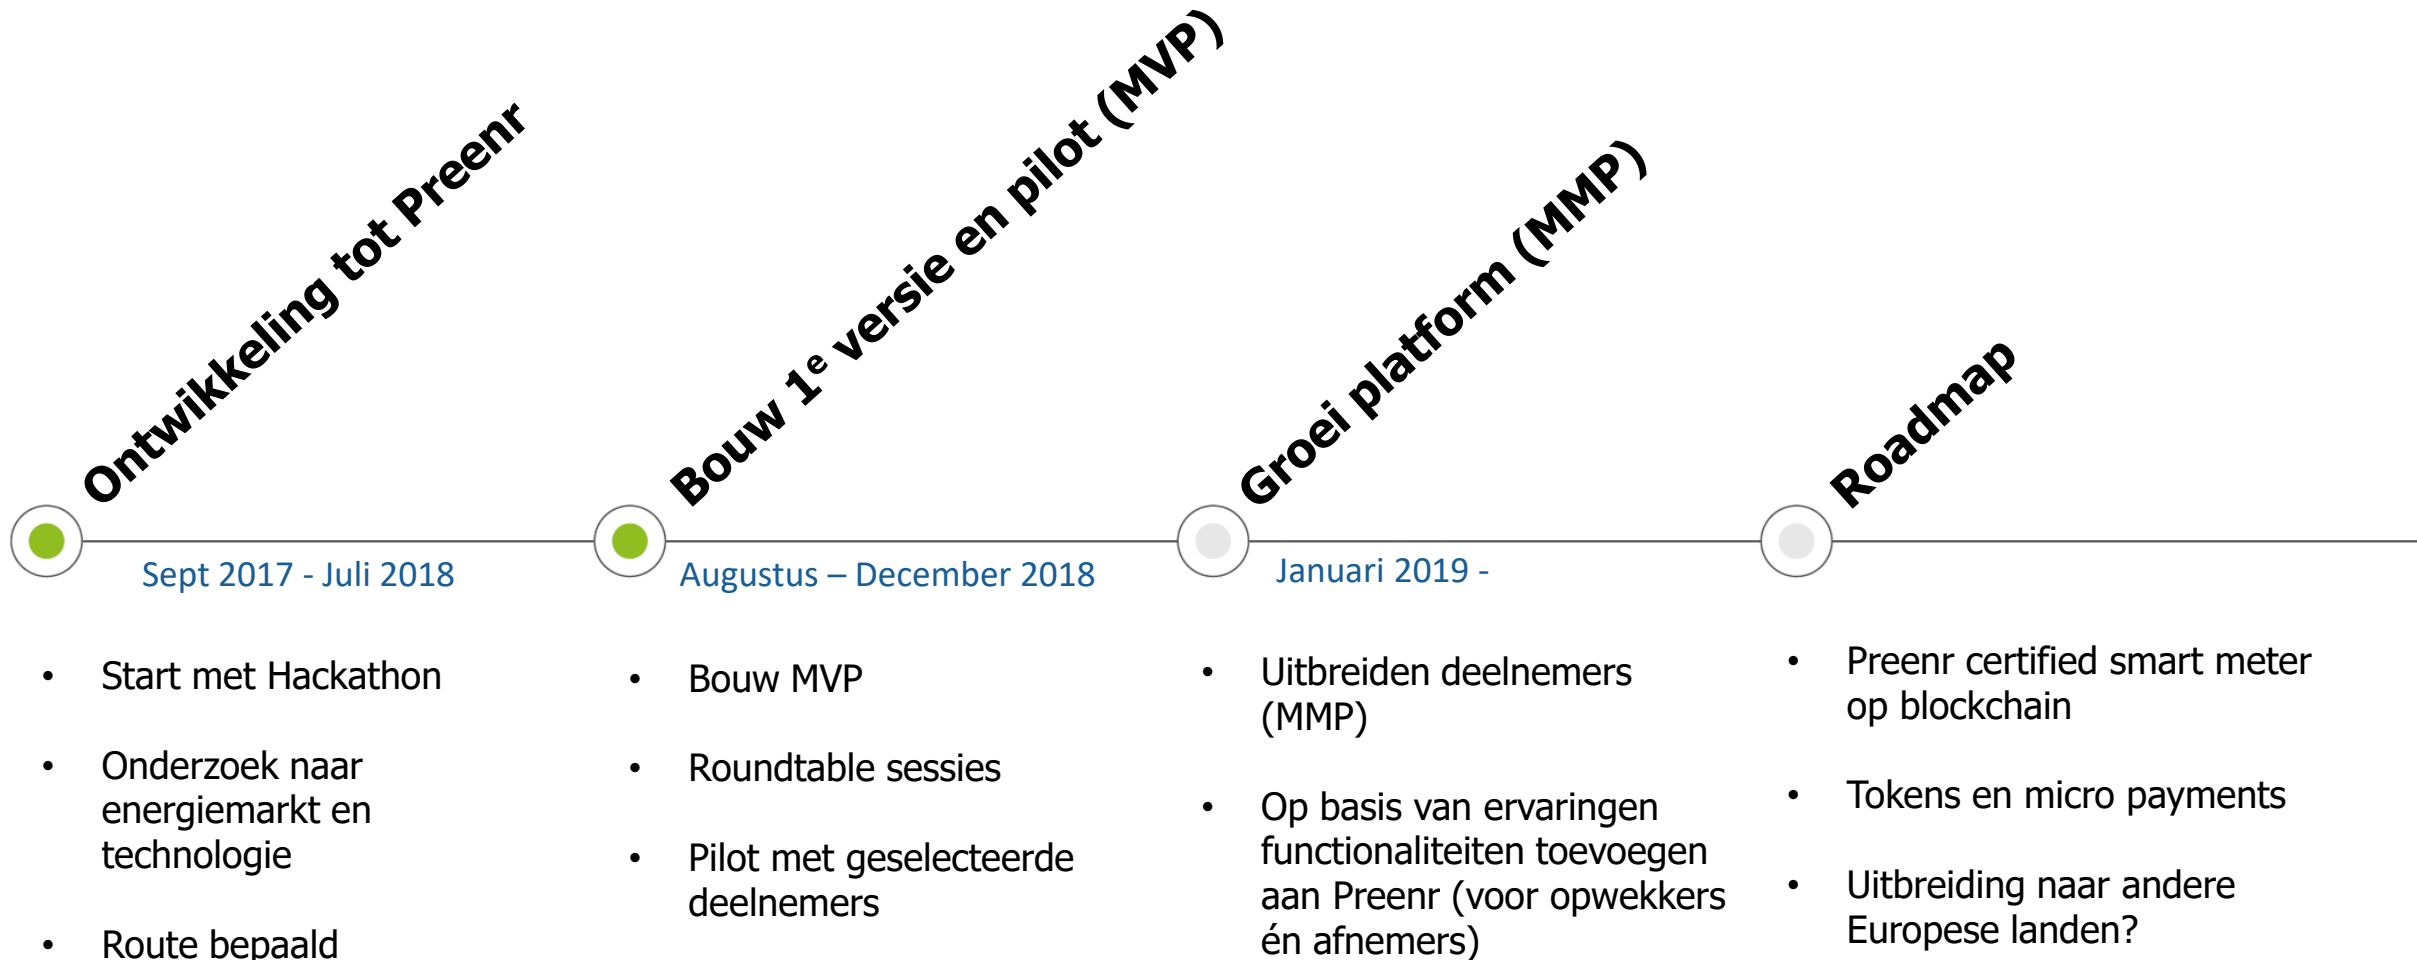 Ontwikkeling tot Preenr
Bouw 1e versie en pilot (MVP)
Groei platform (MMP)
Roadmap
Sept 2017 - Juli 2018
Augustus – December 2018
Januari 2019 -
• Start met Hackathon
• Onderzoek naar
energiemarkt en
technologie
• Route bepaald
• Bouw MVP
• Roundtable sessies
• Pilot met geselecteerde
deelnemers
• Uitbreiden deelnemers
(MMP)
• Op basis van ervaringen
functionaliteiten toevoegen
aan Preenr (voor opwekkers
én afnemers)
• Preenr certified smart meter
op blockchain
• Tokens en micro payments
• Uitbreiding naar andere
Europese landen?